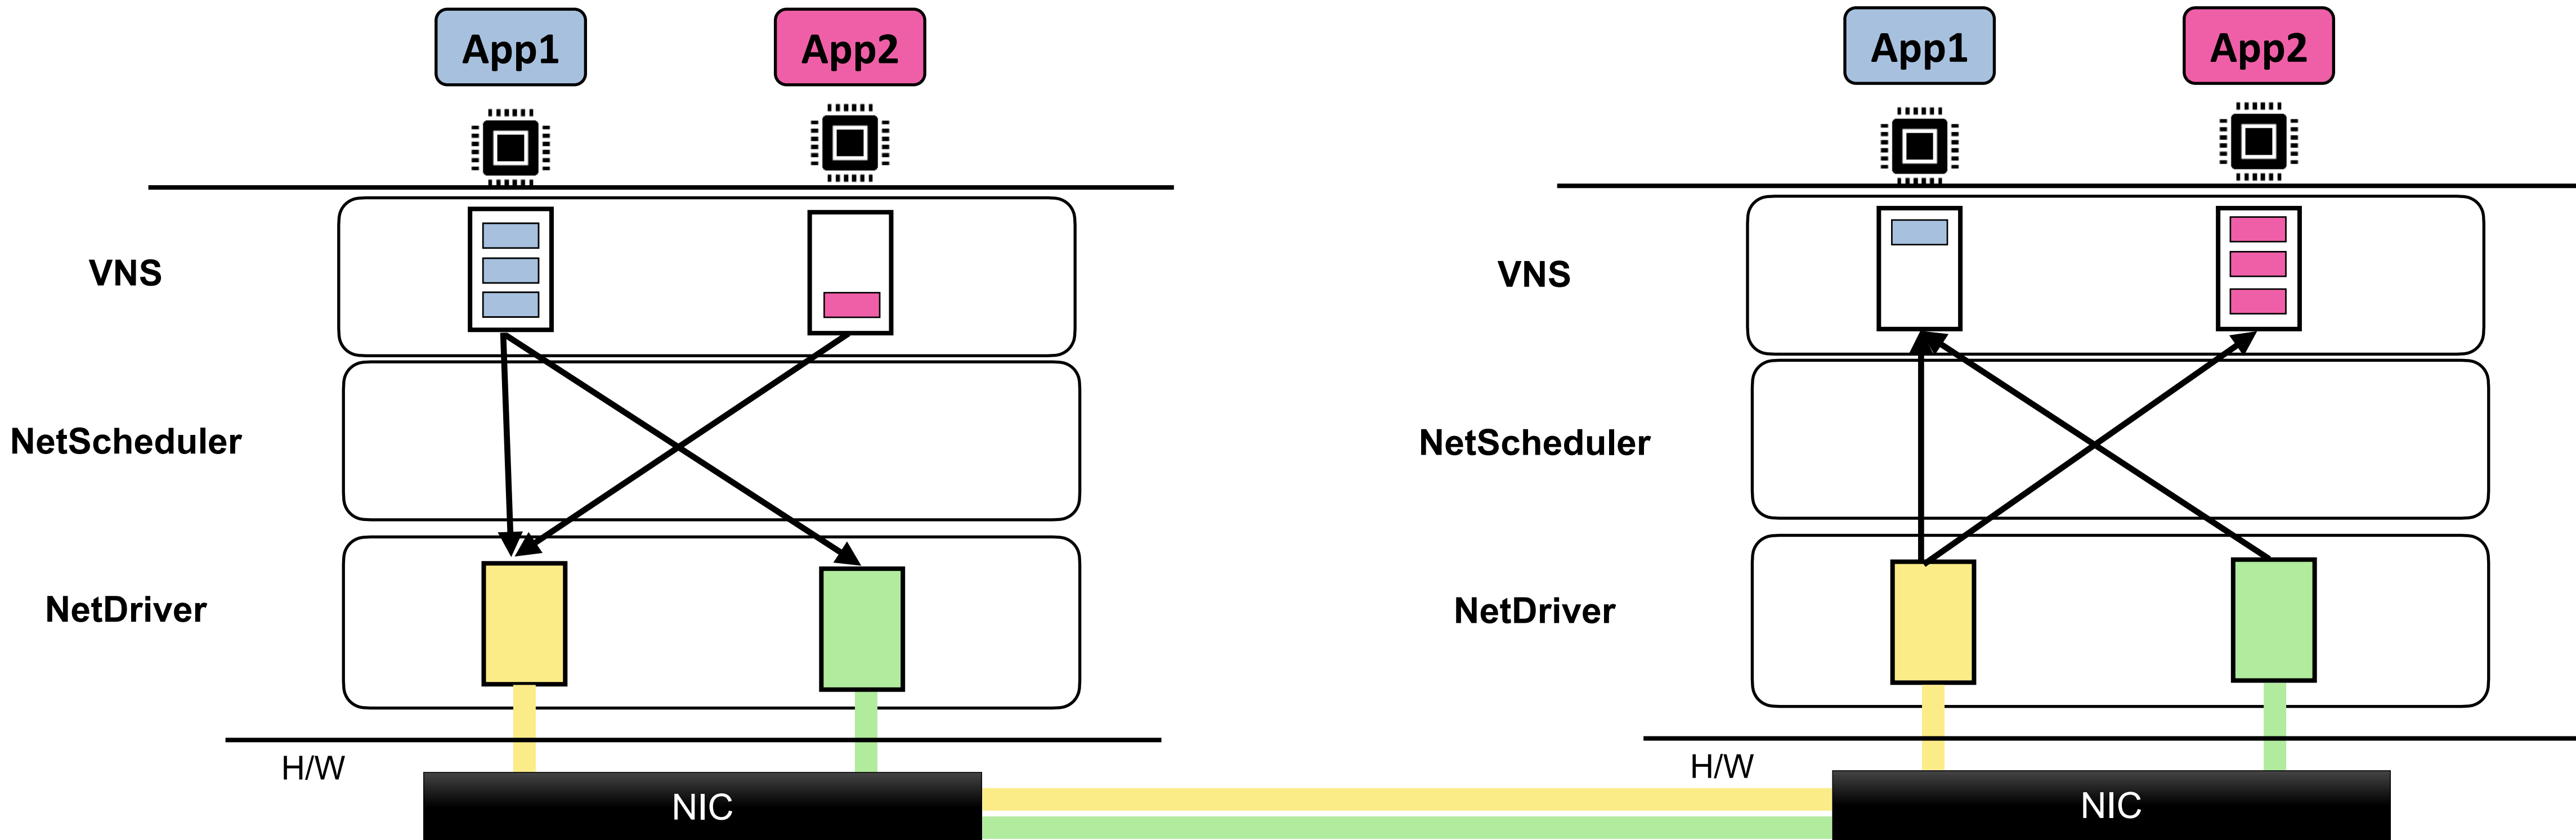 App1
App2
App1
App2
VNS
VNS
NetScheduler
NetScheduler
NetDriver
NetDriver
H/W
H/W
NIC
NIC